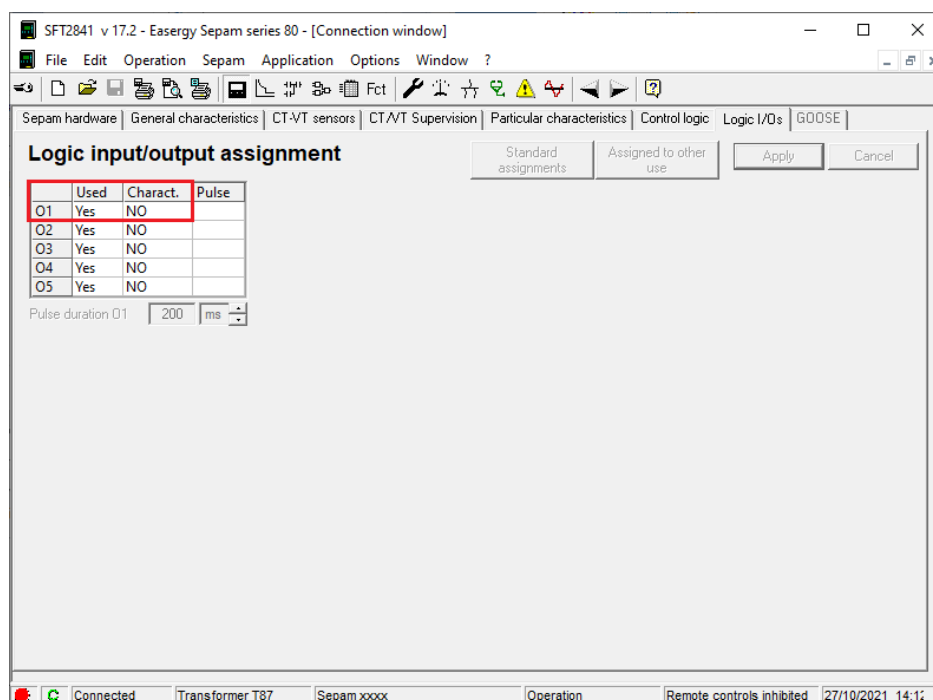 SFT2841 v 17.2 - Easergy Sepam series 80 - [Connection window]
File Edit Operation Sepam Application Options Window ?
Fct
Sepam hardware General characteristics CT-VT sensors CT/VT Supervision Particular characteristics Control logic Logic I/Os GOOSE
Logic input/output assignment
Standard assignments
Assigned to other use
Apply
Cancel
Used Charact. Pulse
O1 Yes NO
O2 Yes NO
O3 Yes NO
O4 Yes NO
O5 Yes NO
Pulse duration O1 200 ms
Connected Transformer T87 Sepam xxxx Operation Remote controls inhibited 27/10/2021 14:12